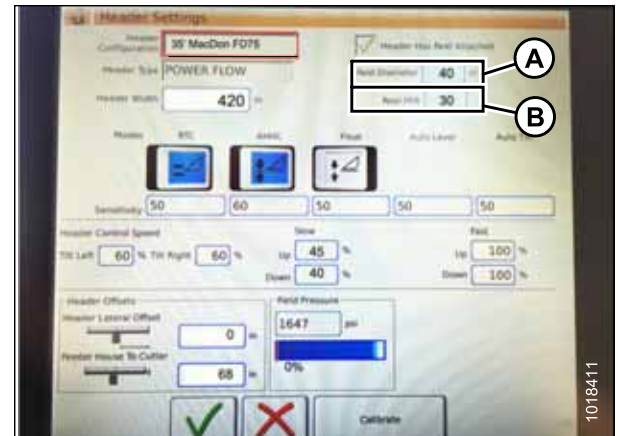 Header Settings
Header Configuration 35' MacDon FD75
Header Has Reel Attached
Header Type POWER FLOW
Reel Diameter 40
A
Header Width 420
Reel PPR 30
B
Modes RTC AHHC Float Auto Level Auto Tilt
Sensitivity 50 60 50 50 50
Header Control Speed
Slow
Fast
Tilt Left 60 % Tilt Right 60 %
Up 45 %
Up 100 %
Down 40 %
Down 100 %
Header Offsets
Field Pressure
Header Lateral Offset
0
1647 psi
Feeder House To Cutter
68
0%
Calibrate
1018411